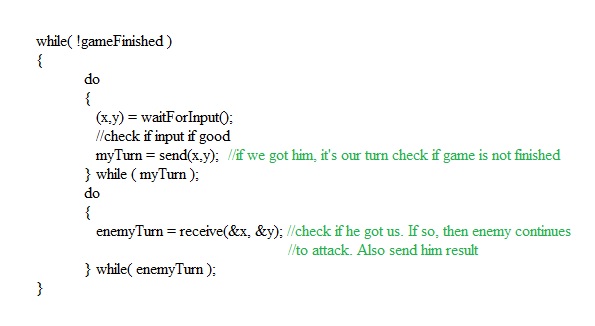 while( !gameFinished )
{
do
{
(x,y) = waitForInput();
//check if input if good
myTurn = send(x,y); //if we got him, it's our turn check if game is not finished
} while ( myTurn );
do
{
enemyTurn = receive(&x, &y); //check if he got us. If so, then enemy continues
//to attack. Also send him result
} while( enemyTurn );
}